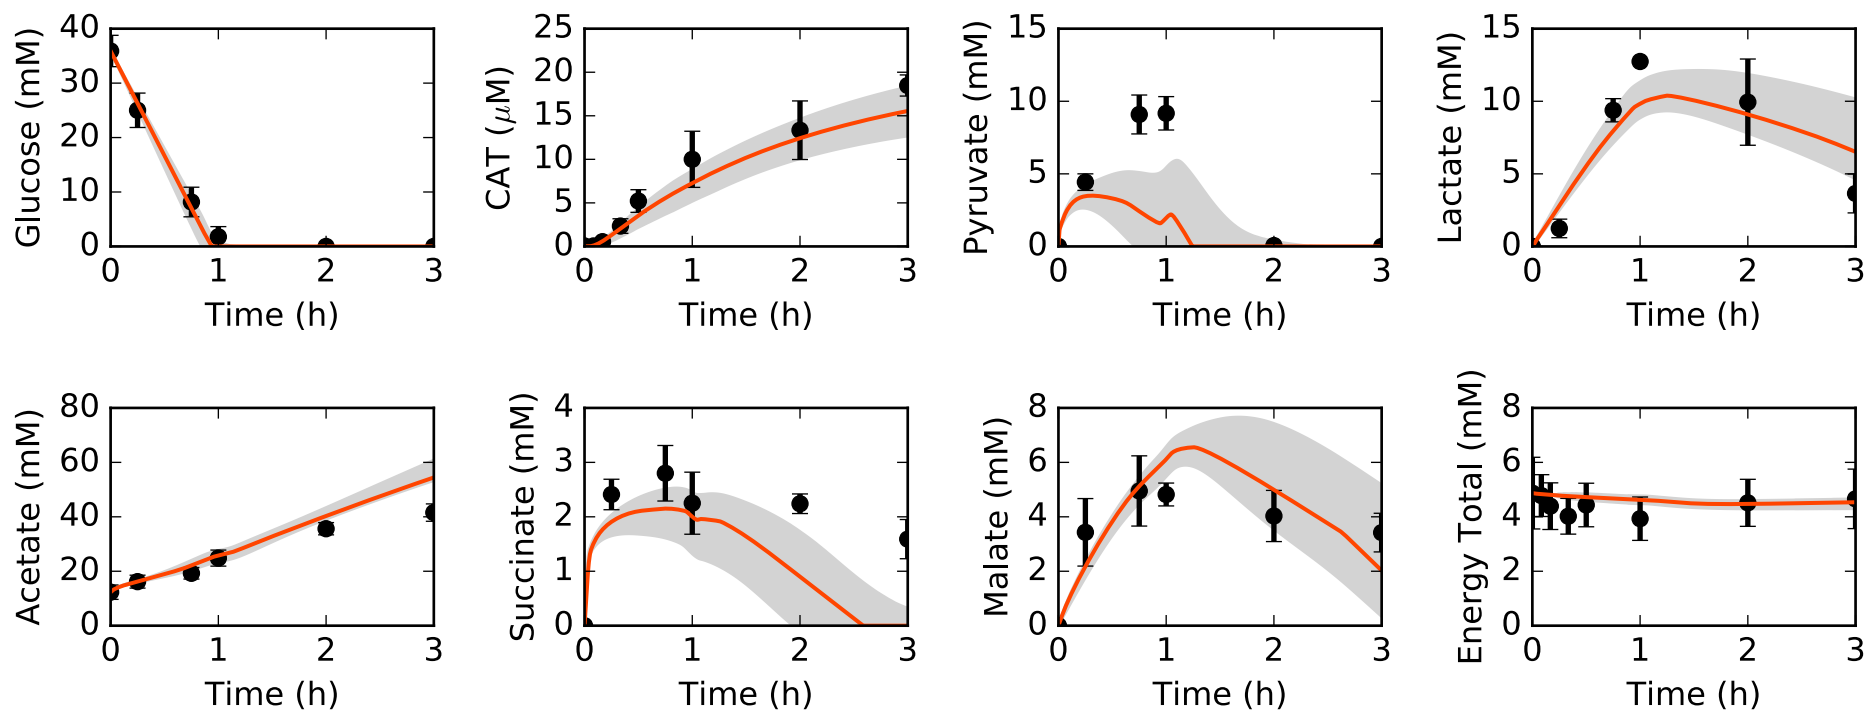 Glucose (mM)
40
30
20
10
0
0 1 2 3
Time (h)
CAT (μM)
25
20
15
10
5
0
0 1 2 3
Time (h)
Pyruvate (mM)
15
10
5
0
0 1 2 3
Time (h)
Lactate (mM)
15
10
5
0
0 1 2 3
Time (h)
Acetate (mM)
80
60
40
20
0
0 1 2 3
Time (h)
Succinate (mM)
4
3
2
1
0
0 1 2 3
Time (h)
Malate (mM)
8
6
4
2
0
0 1 2 3
Time (h)
Energy Total (mM)
8
6
4
2
0
0 1 2 3
Time (h)